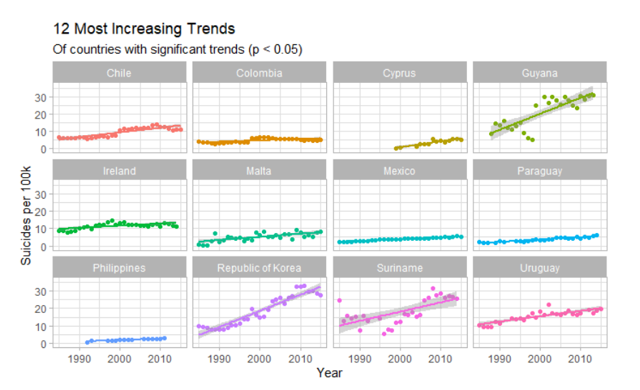 12 Most Increasing Trends
Of countries with significant trends (p < 0.05)
Chile Colombia Cyprus Guyana
30
20
10
0
Ireland Malta Mexico Paraguay
30
20
10
0
Philippines Republic of Korea Suriname Uruguay
30
20
10
0
1990 2000 2010 1990 2000 2010 1990 2000 2010 1990 2000 2010
Year
Suicides per 100k